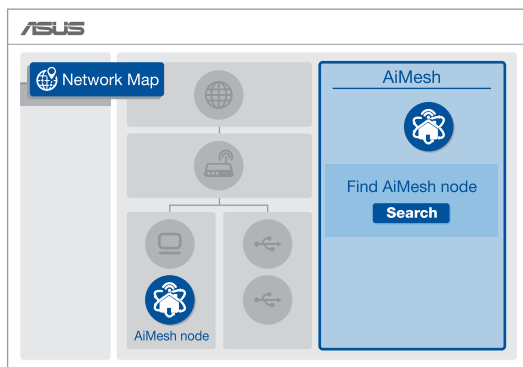 ASUS
Network Map
AiMesh
Find AiMesh node
Search
AiMesh node